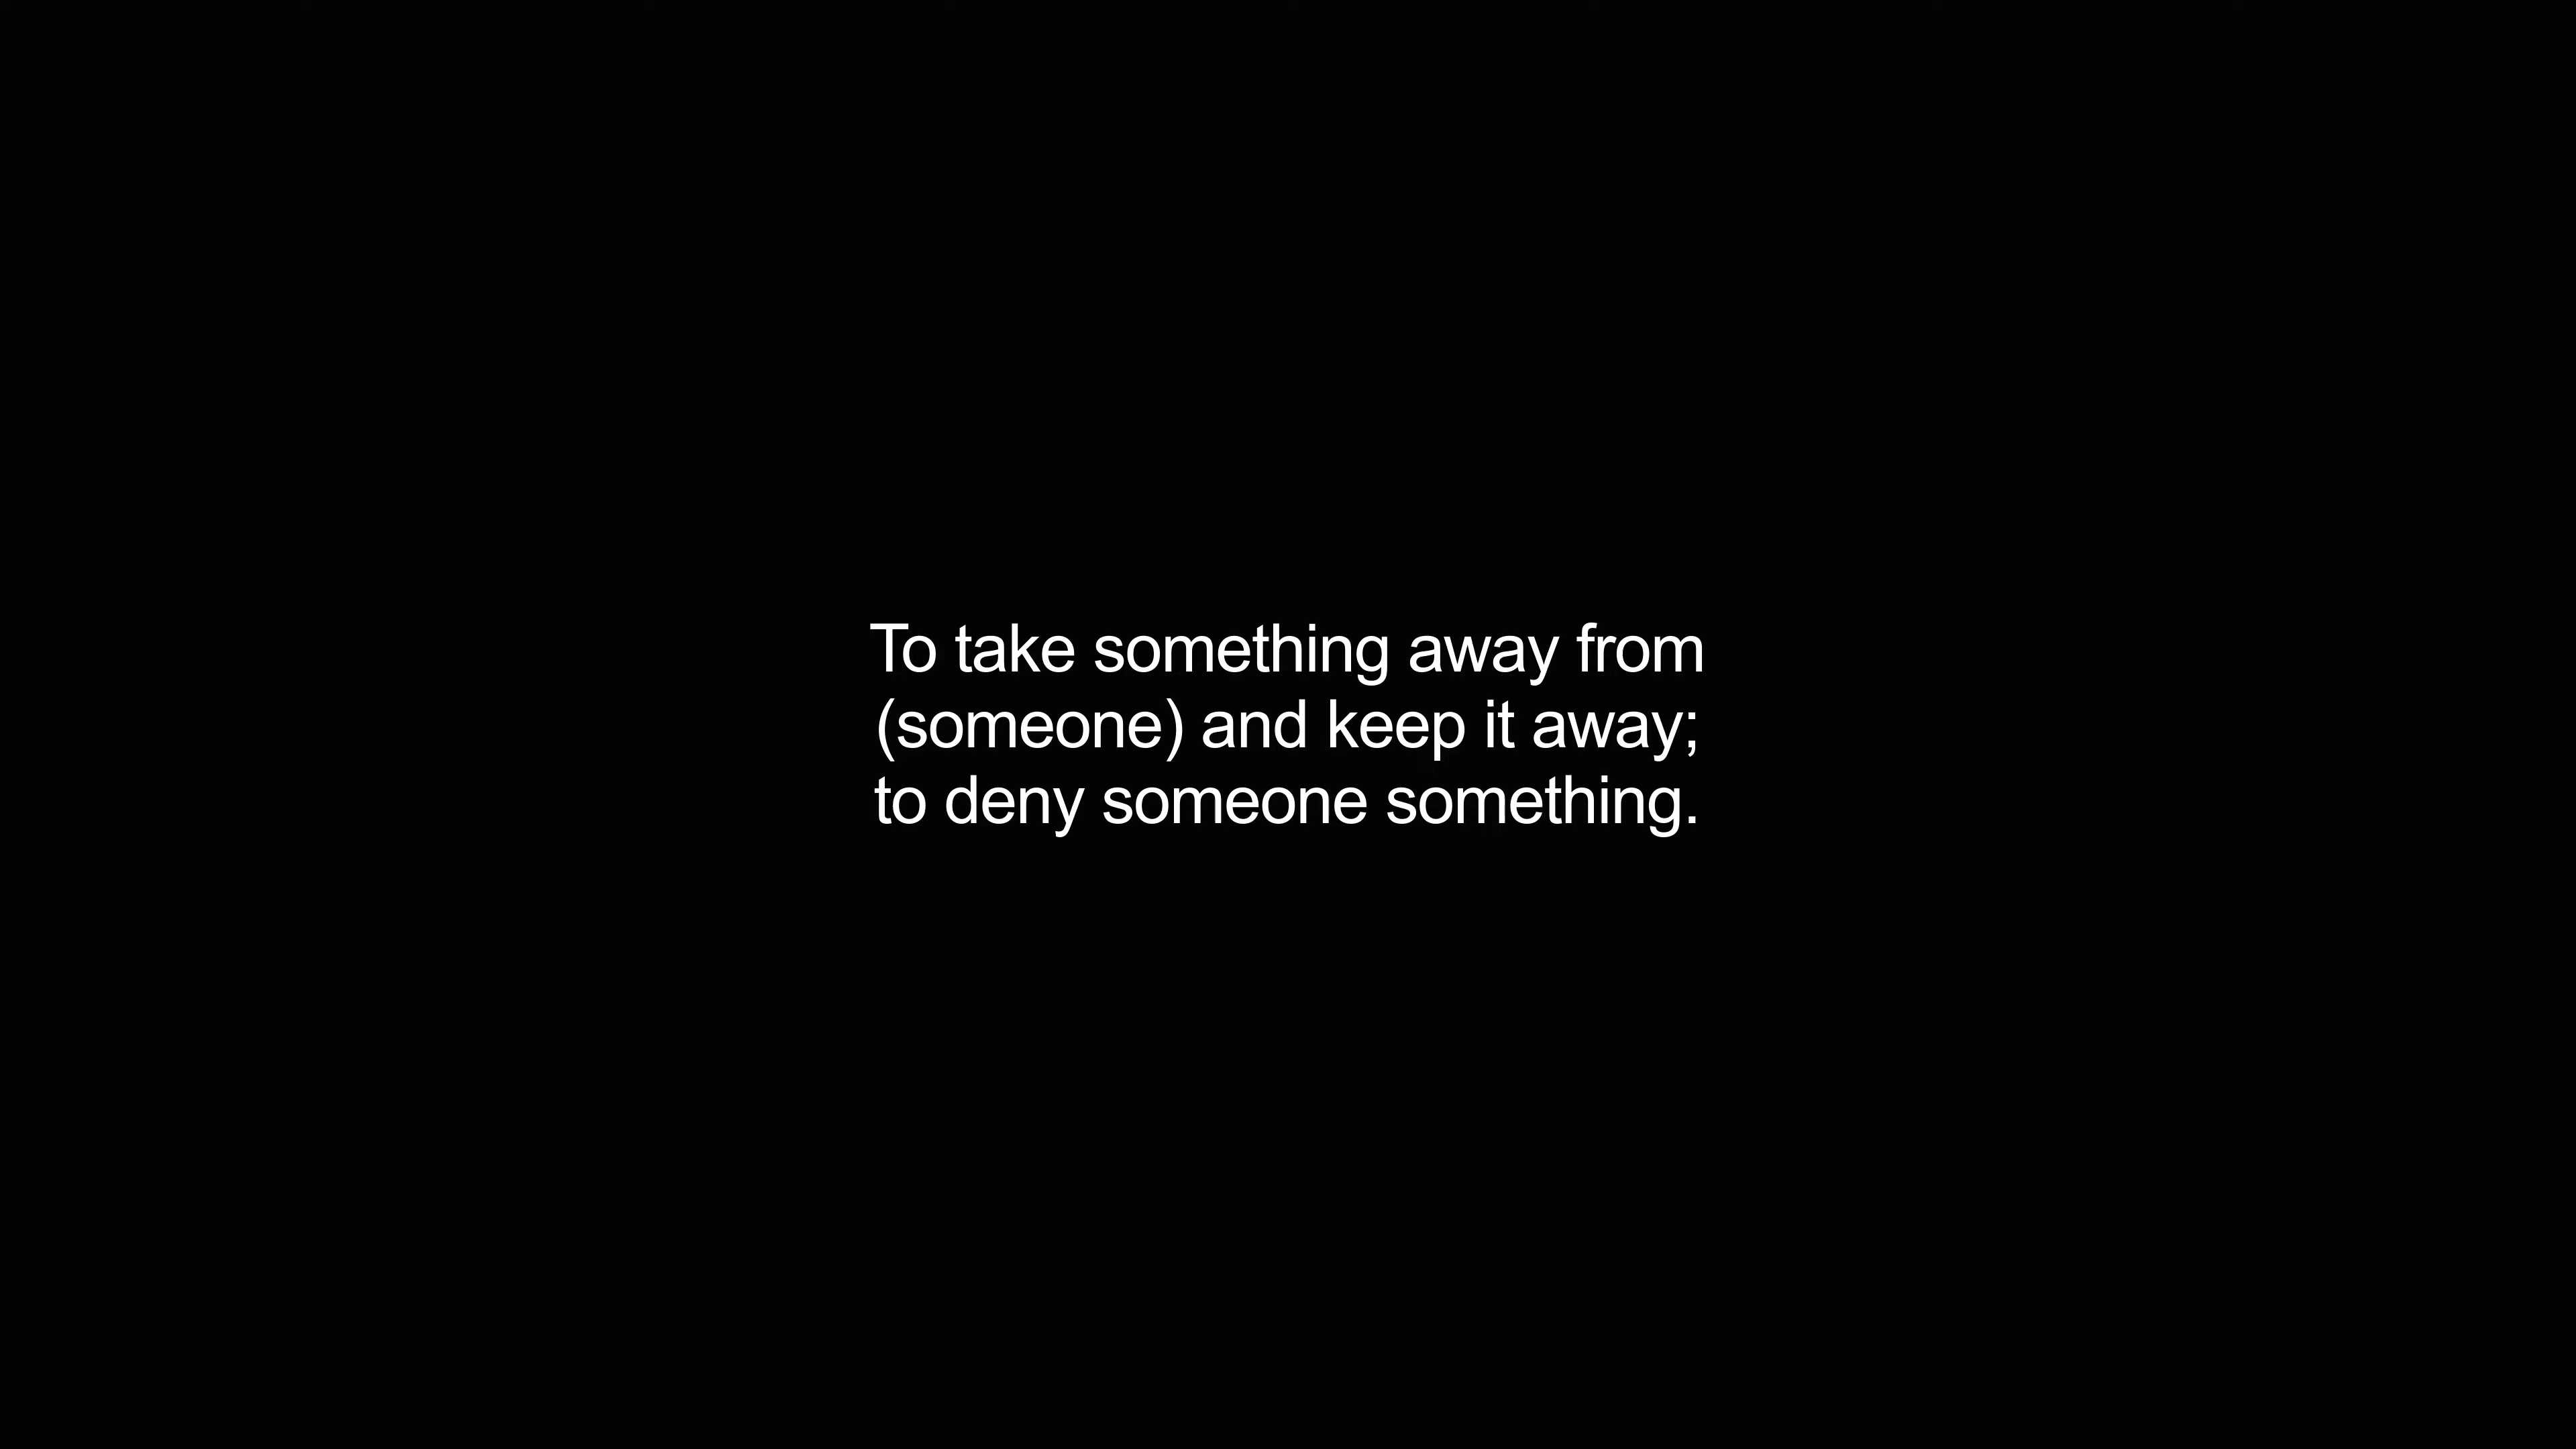 To take something away from
(someone) and keep it away;
to deny someone something.